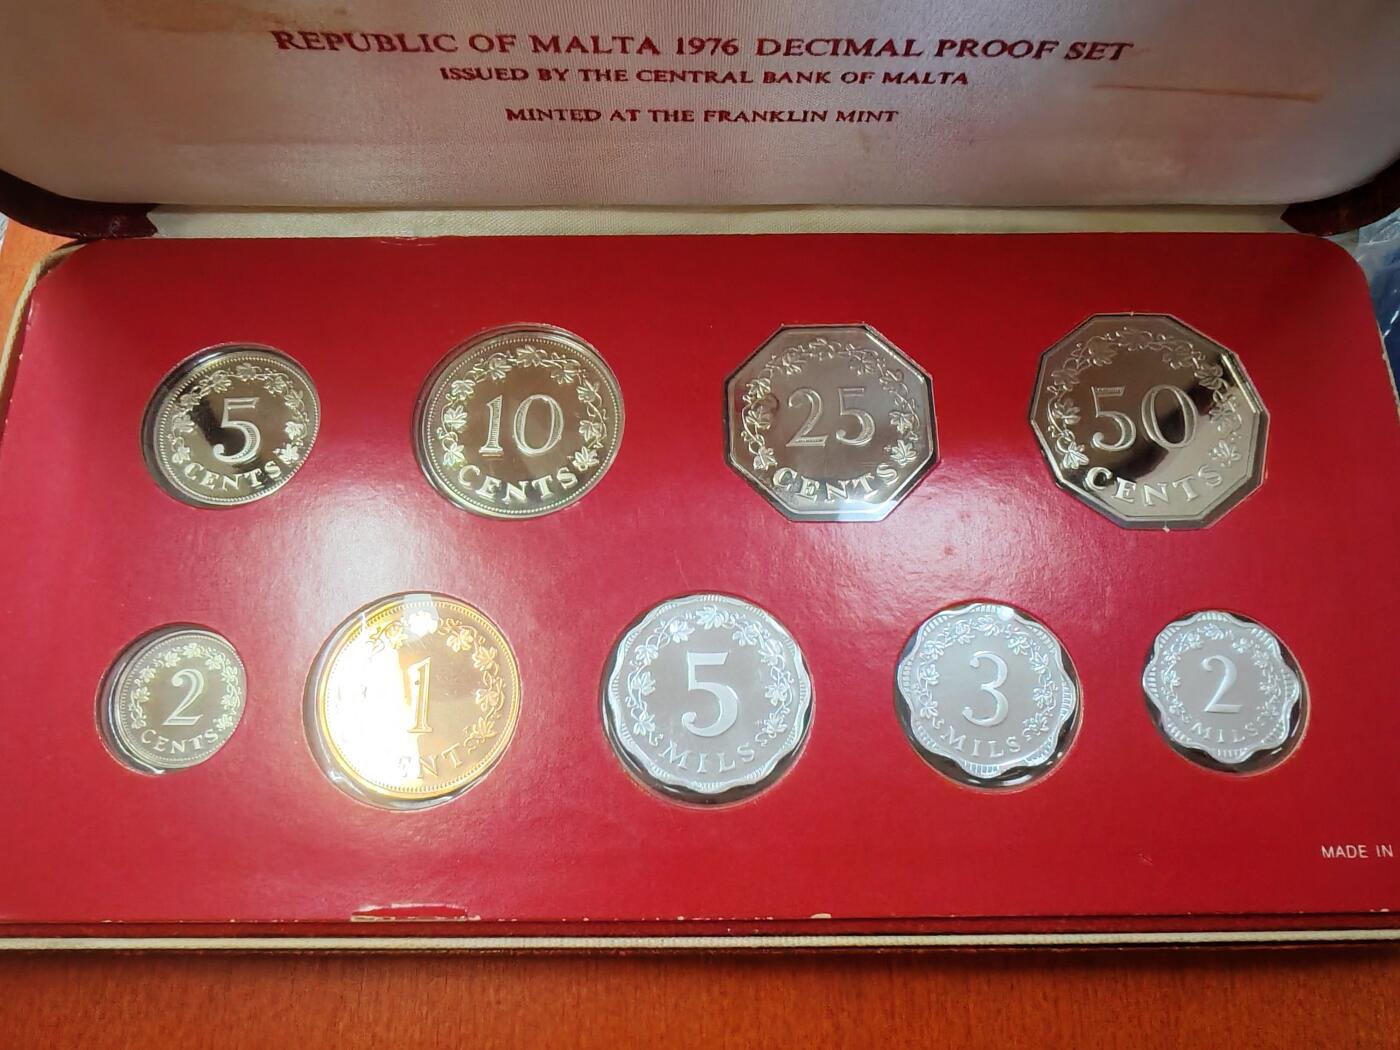 REPUBLIC OF MALTA 1976 DECIMAL PROOF SET
ISSUED BY THE CENTRAL BANK OF MALTA
MINTED AT THE FRANKLIN MINT
5
CENTS
10
CENTS
25
CENTS
50
CENTS
2
CENTS
1
ENT
5
MILS
3
MILS
2
MILS
MADE IN